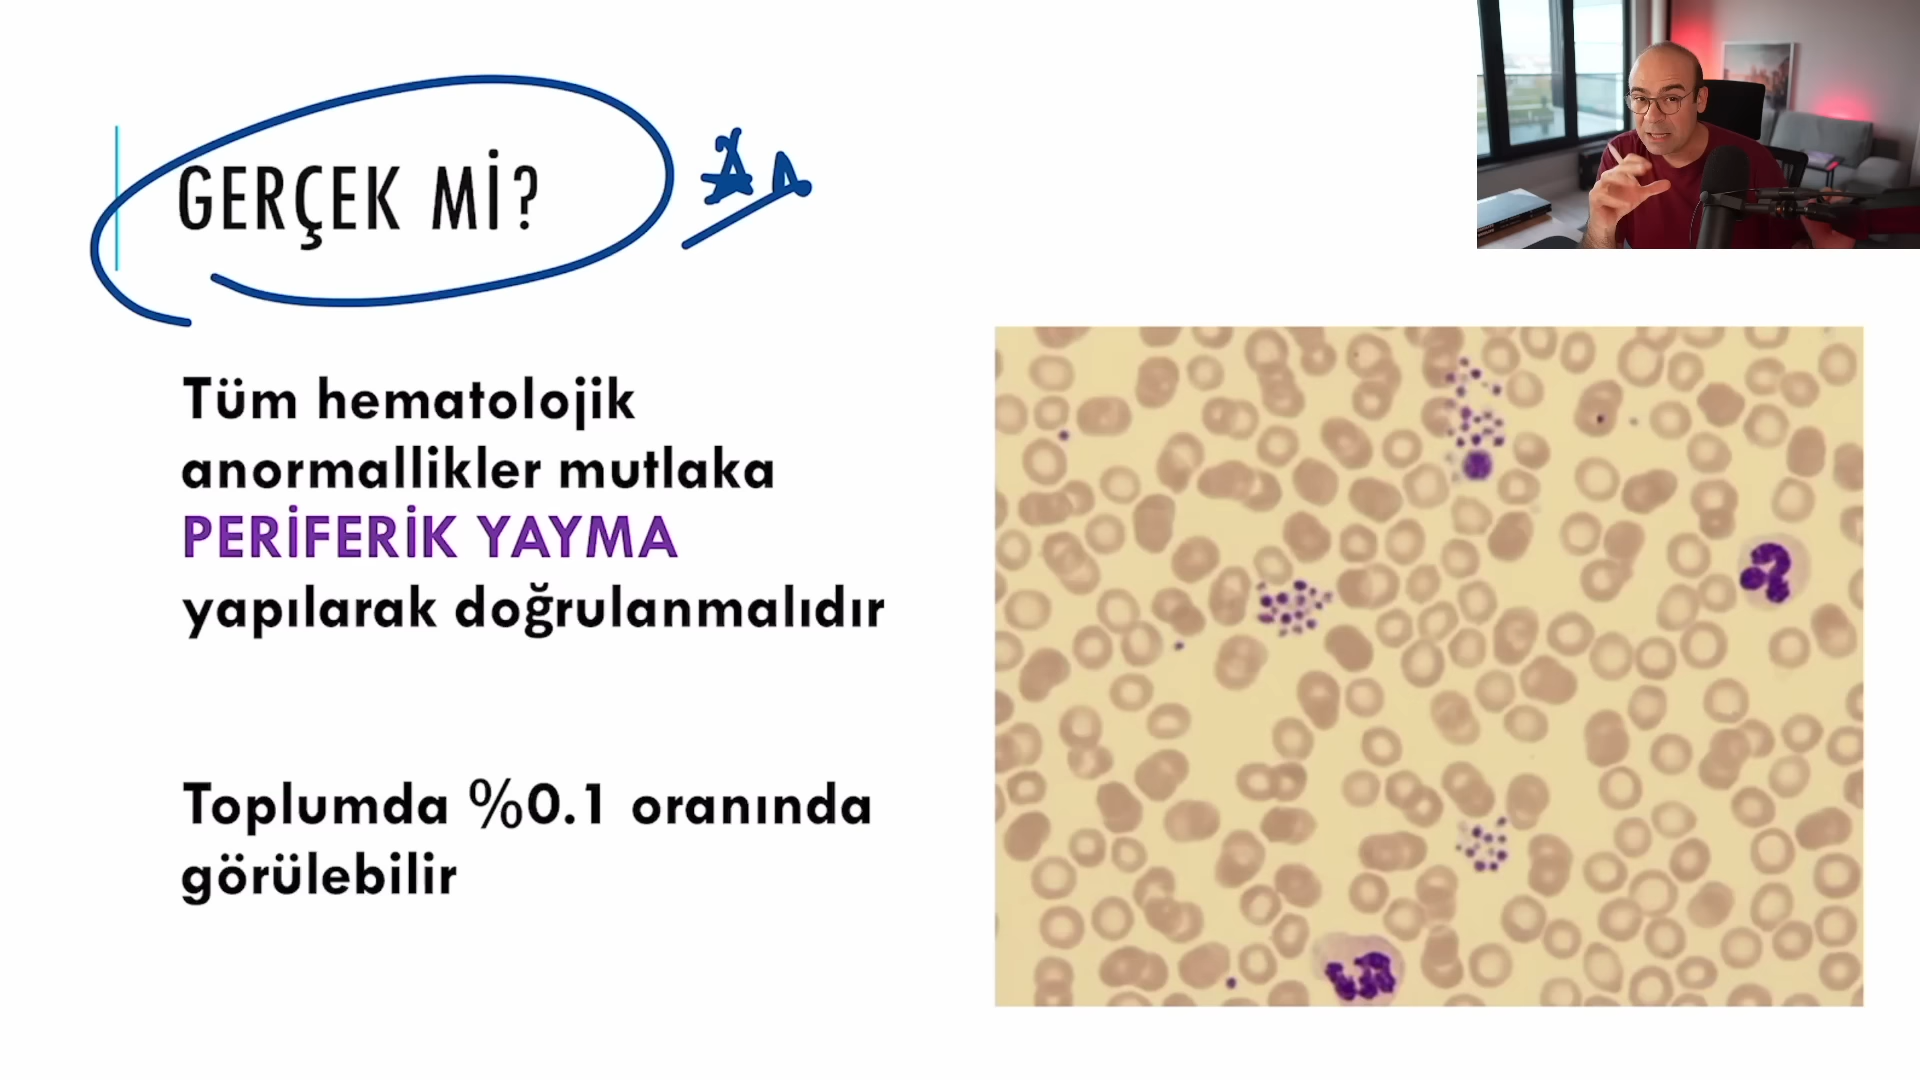 GERÇEK Mİ?
Tüm hematolojik
anormallikler mutlaka
PERİFERİK YAYMA
yapılarak doğrulanmalıdır
Toplumda %0.1 oranında
görülebilir